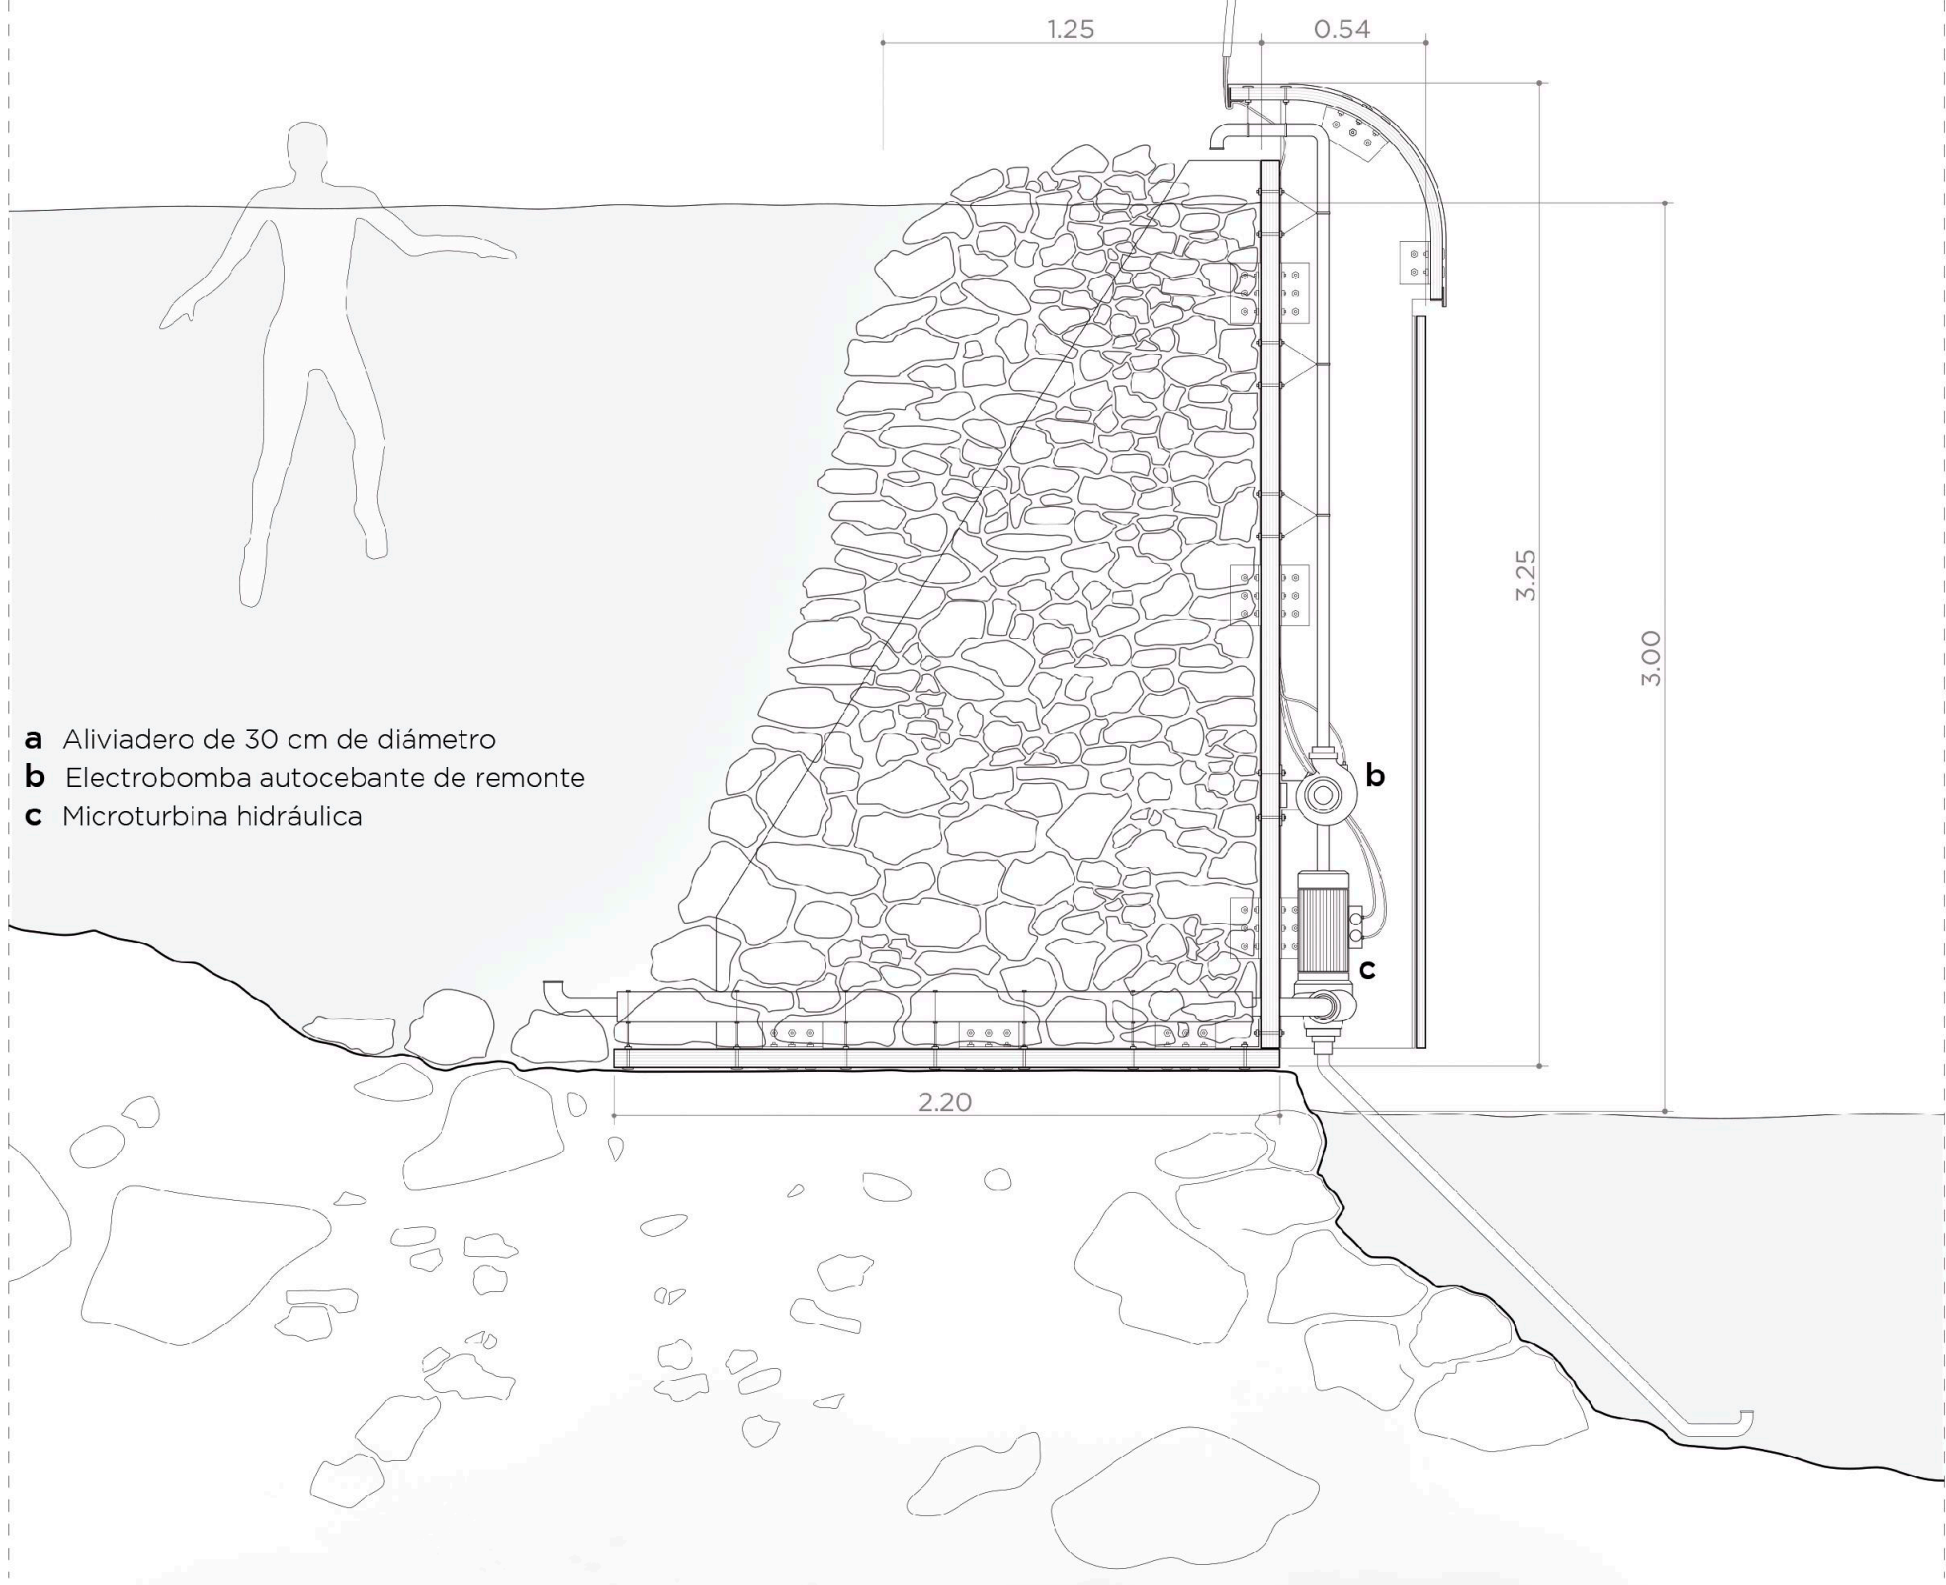 1.25
0.54
3.25
3.00
a Aliviadero de 30 cm de diámetro
b Electrobomba autocebante de remonte
c Microturbina hidráulica
b
c
2.20